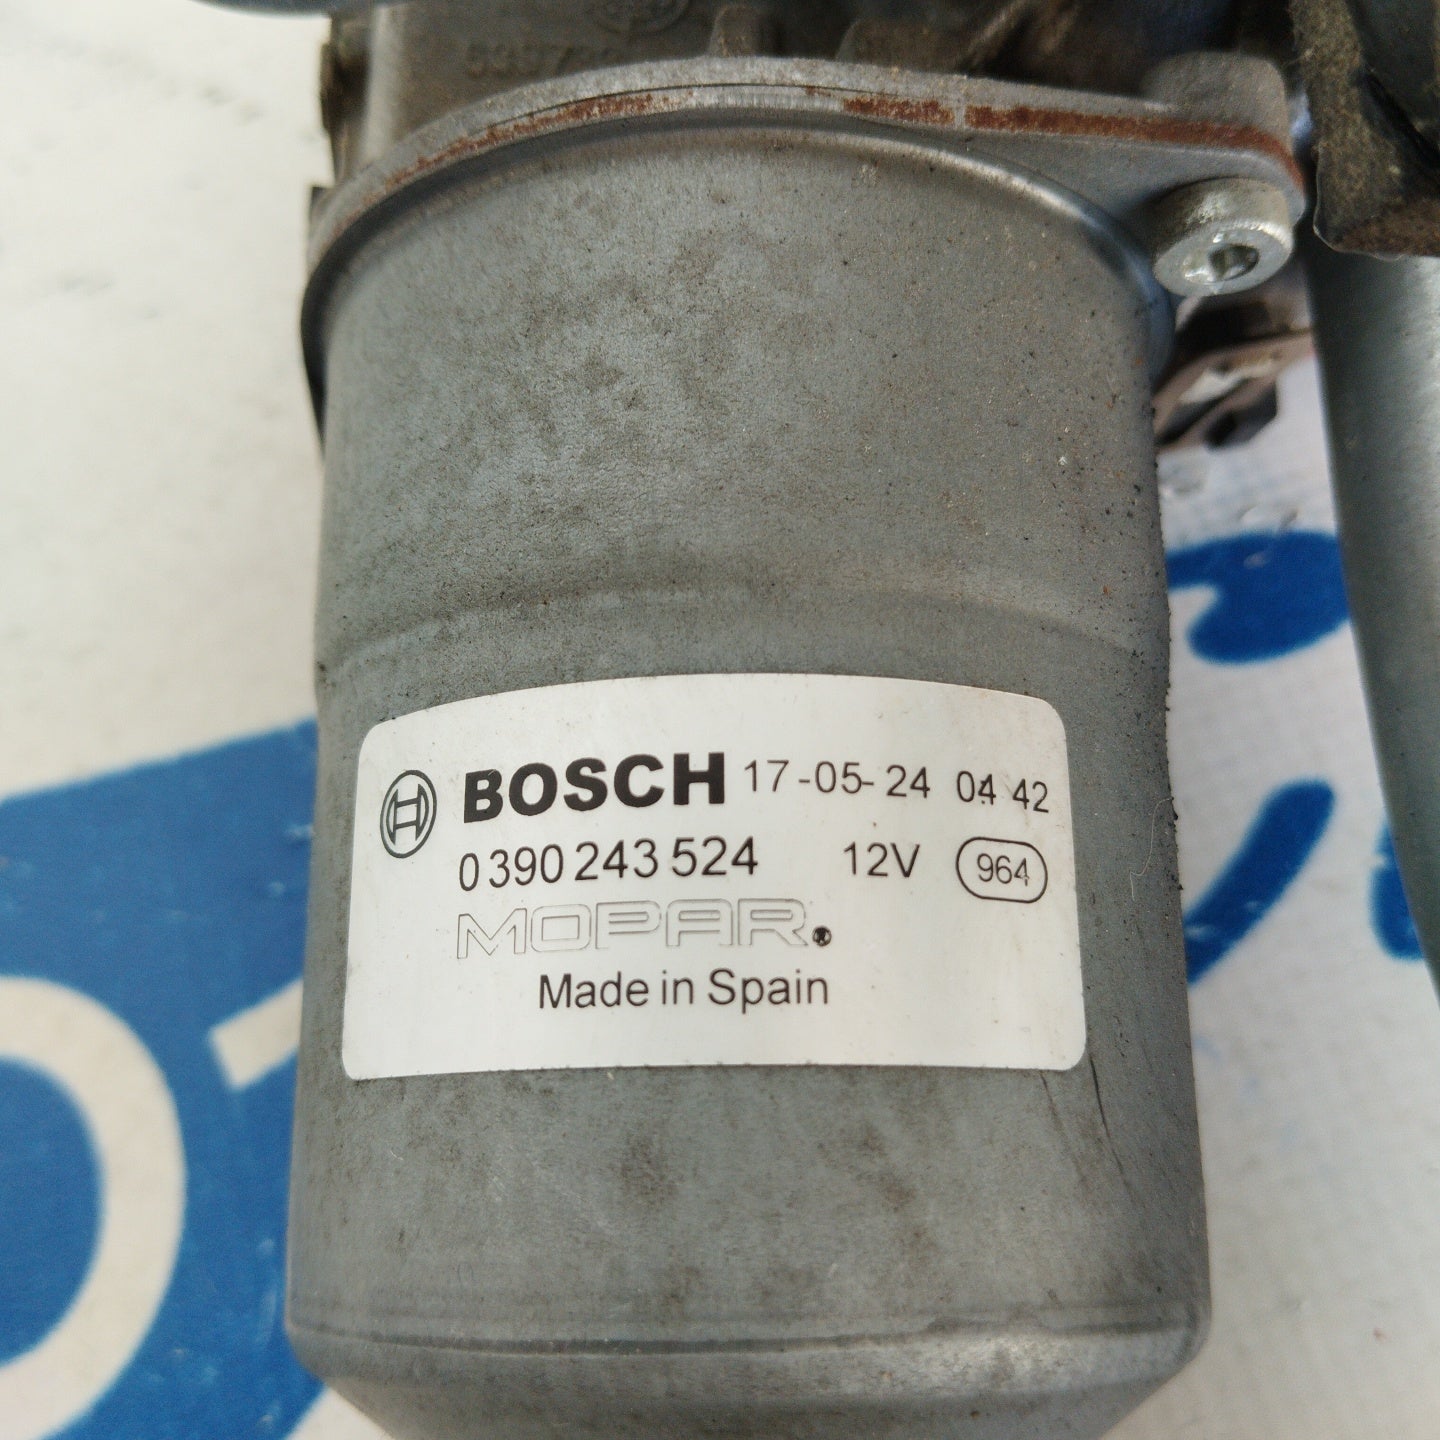 BOSCH 17-05-24 04 42
0 390 243 524 12V 964
MOPAR®
Made in Spain